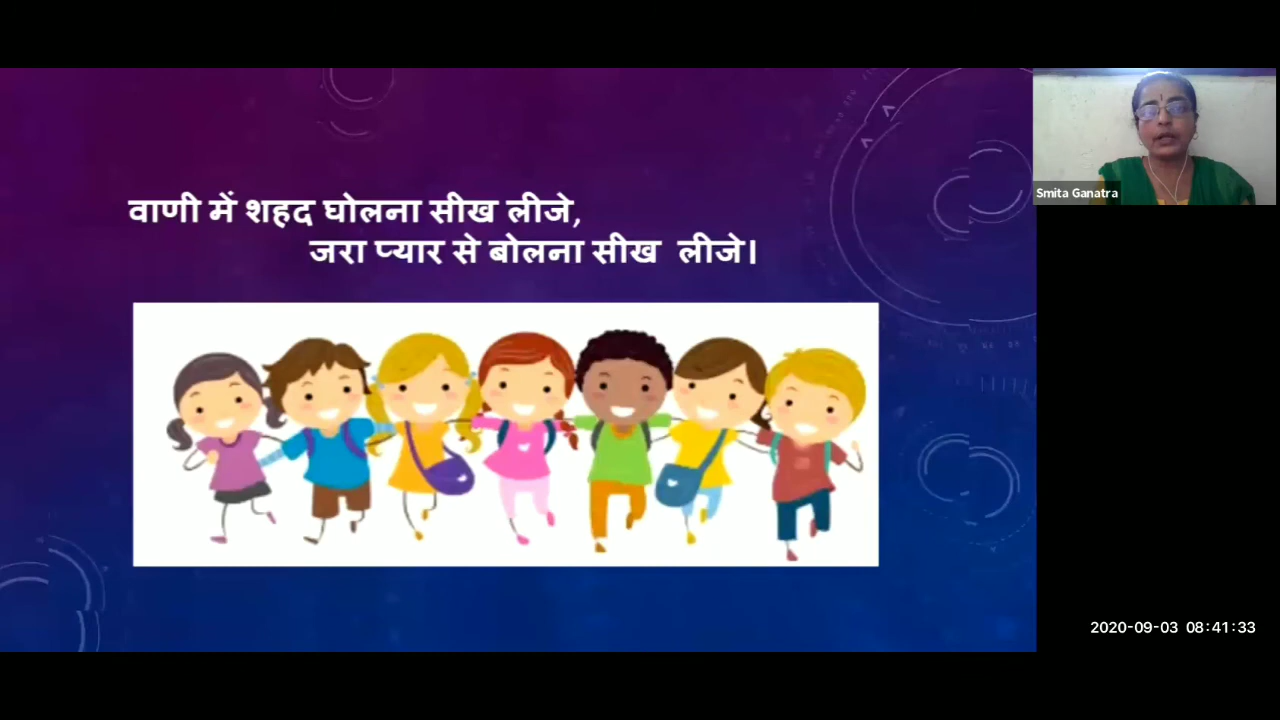 वाणी में शहद घोलना सीख लीजे,
जरा प्यार से बोलना सीख लीजे।
Smita Ganatra
2020-09-03 08:41:33